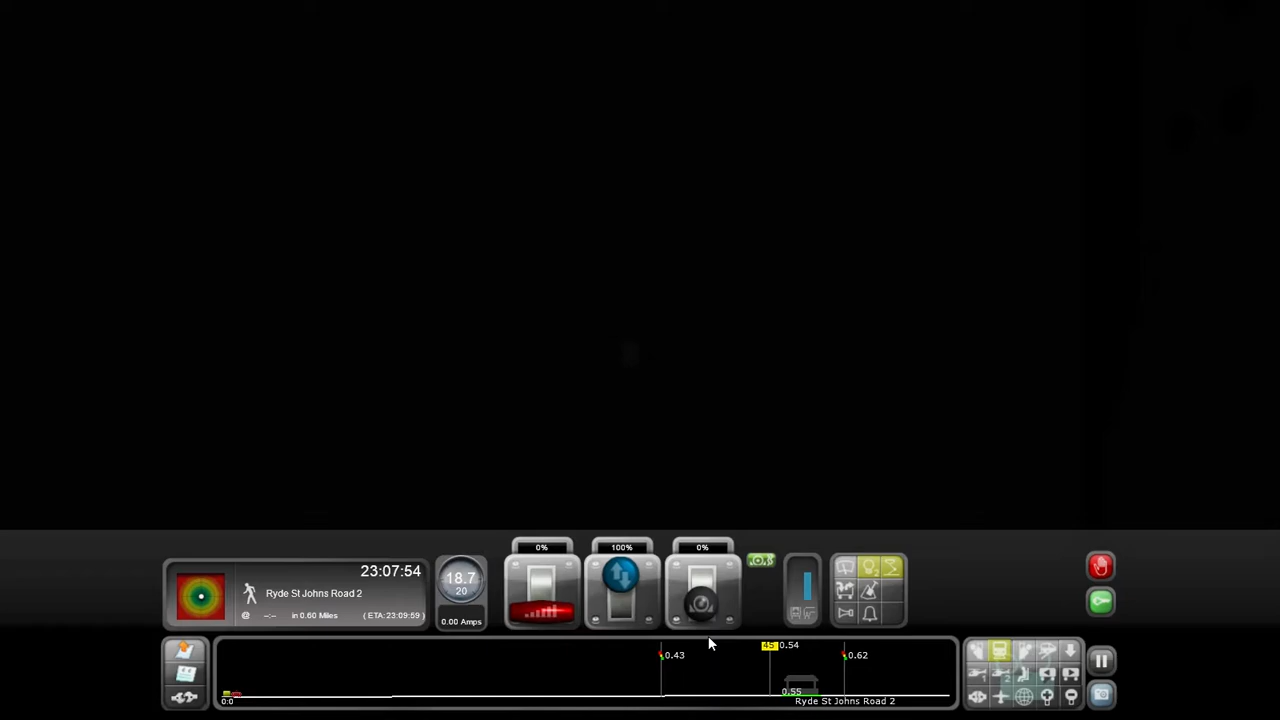 0%
100%
0%
23:07:54
18.7
20
Ryde St Johns Road 2
@ --:-- in 0.60 Miles ( ETA:23:09:59 )
0.00 Amps
45 0.54
0.43
0.62
0.55
0:0
Ryde St Johns Road 2